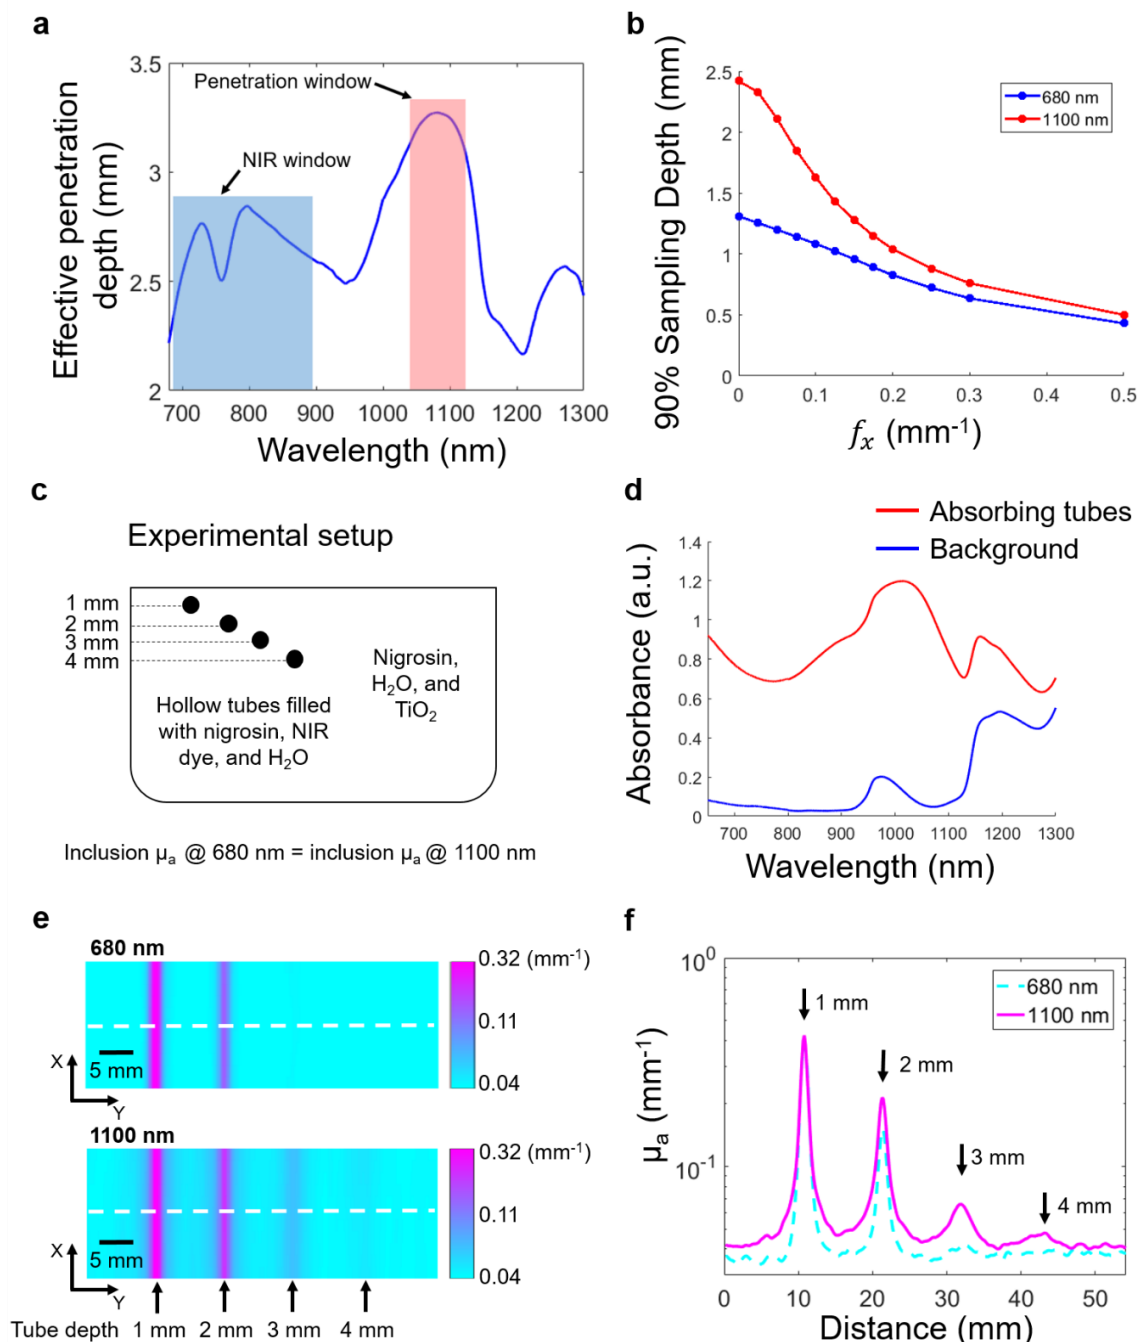 a
Effective penetration
depth (mm)
3.5
3
2.5
2
Penetration window
NIR window
700
800
900
1000
1100
1200
1300
Wavelength (nm)
b
90% Sampling Depth (mm)
2.5
2
1.5
1
0.5
0
680 nm
1100 nm
0
0.1
0.2
0.3
0.4
0.5
fx (mm-1)
c
Experimental setup
1 mm
2 mm
3 mm
4 mm
Hollow tubes filled
with nigrosin, NIR
dye, and H2O
Nigrosin,
H2O, and
TiO2
Inclusion μa @ 680 nm = inclusion μa @ 1100 nm
d
Absorbing tubes
Background
Absorbance (a.u.)
1.4
1.2
1
0.8
0.6
0.4
0.2
0
700
800
900
1000
1100
1200
1300
Wavelength (nm)
e
680 nm
X
5 mm
Y
0.32 (mm-1)
0.11
0.04
1100 nm
X
5 mm
Y
0.32 (mm-1)
0.11
0.04
Tube depth
1 mm
2 mm
3 mm
4 mm
f
μa (mm-1)
100
10-1
680 nm
1100 nm
1 mm
2 mm
3 mm
4 mm
0
10
20
30
40
50
Distance (mm)